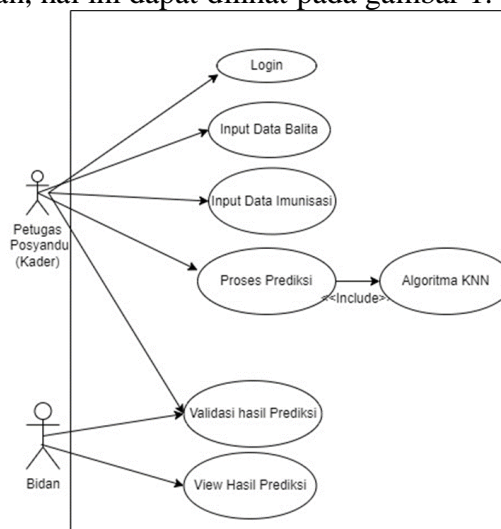 hal ini dapat dilihat pada gambar 1.
Login
Input Data Balita
Input Data Imunisasi
Petugas
Posyandu
(Kader)
Proses Prediksi
<<Include>
Algoritma KNN
Validasi hasil Prediksi
View Hasil Prediksi
Bidan